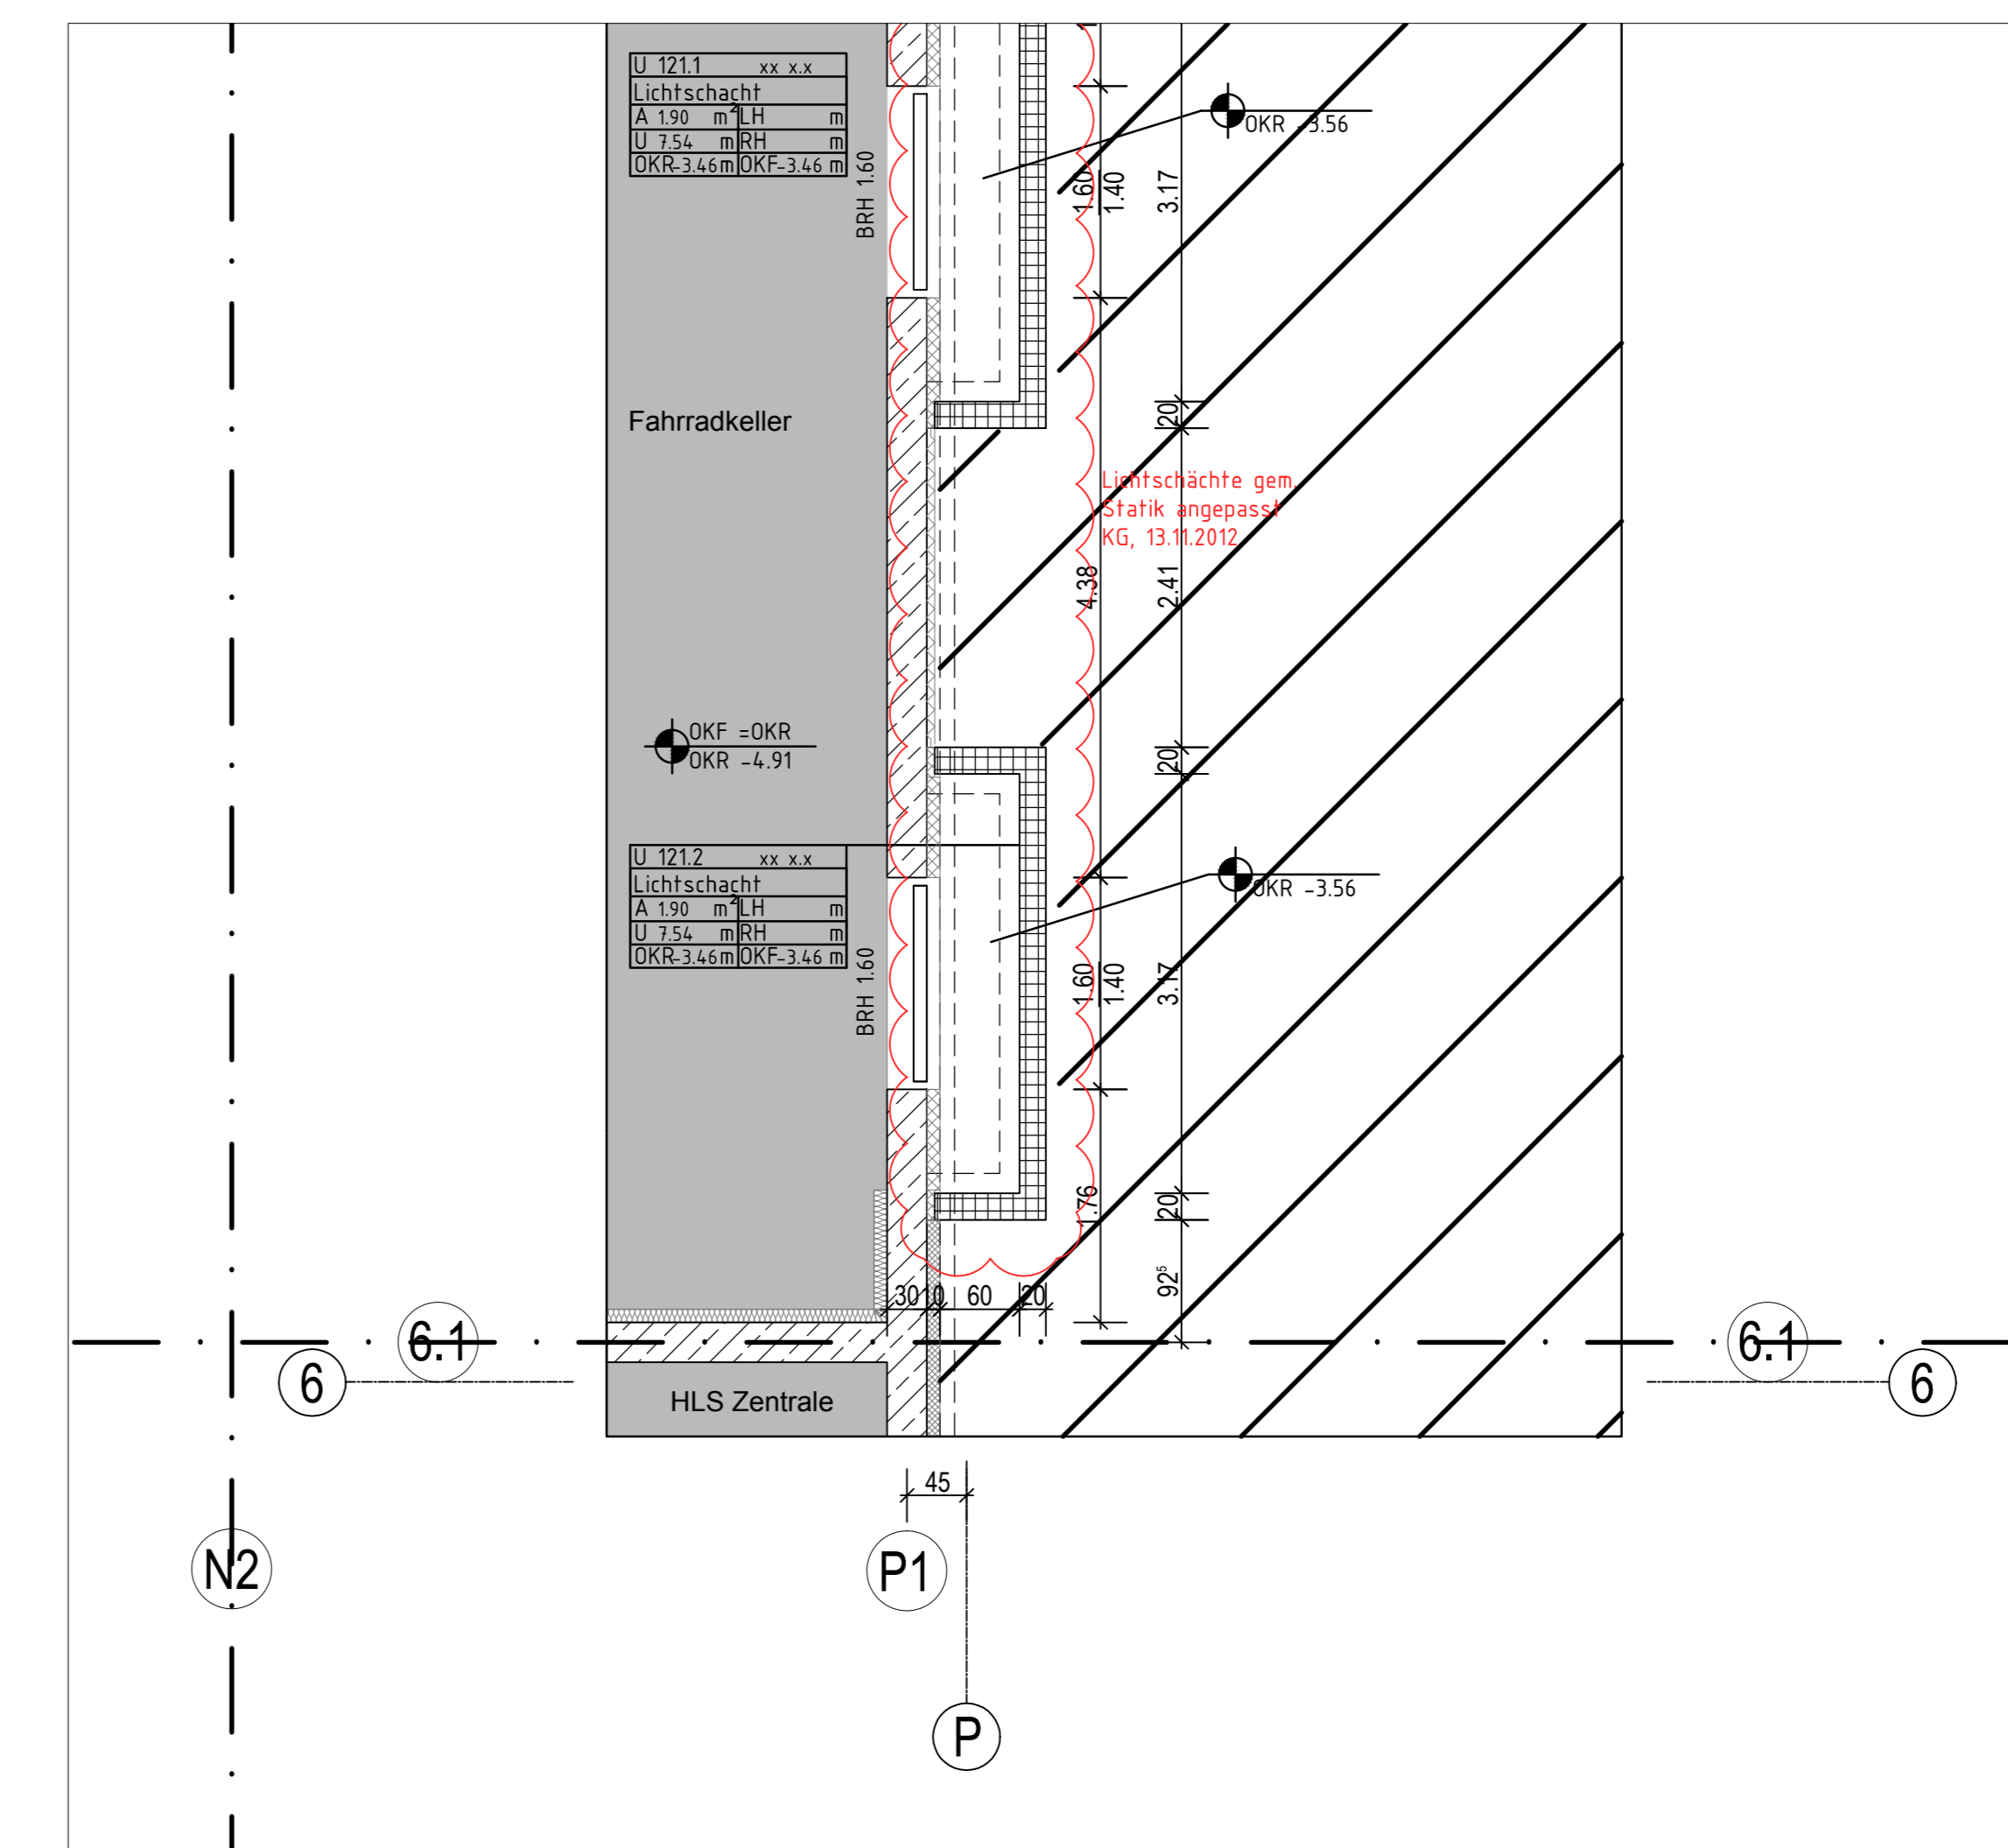 U 121.1 xx x.x
Lichtschacht
A 1.90 m² LH m
U 7.54 m RH m
OKR-3.46m OKF-3.46 m
BRH 1.60
OKR -3.56
1.60
1.40
3.17
Fahrradkeller
20
Lichtschächte gem.
Statik angepasst
KG, 13.11.2012
4.38
2.41
OKF =OKR
OKR -4.91
20
U 121.2 xx x.x
Lichtschacht
A 1.90 m² LH m
U 7.54 m RH m
OKR-3.46m OKF-3.46 m
BRH 1.60
OKR -3.56
1.60
1.40
3.17
1.76
20
92⁵
30 10 60 20
6.1
6
6.1
6
HLS Zentrale
45
N2
P1
P